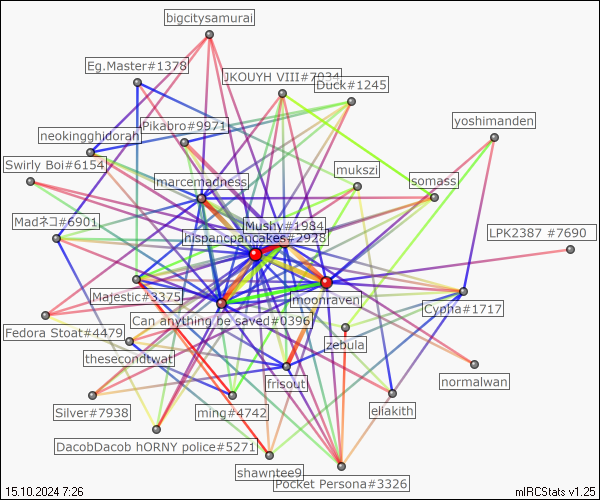 bigcitysamurai
Eg.Master#1378
JKOUYH VIII#7934
Duck#1245
yoshimanden
Pikabro#9971
neokingghidorah
Swirly Boi#6154
mukszi
marcemadness
somass
Madネコ#6901
Mushy#1984
LPK2387 #7690
hispancpancakes#2928
Majestic#3375
moonraven
Cypha#1717
Can anything be saved#0396
Fedora Stoat#4479
zebula
thesecondtwat
frisout
normalwan
Silver#7938
ming#4742
eliakith
DacobDacob hORNY police#5271
shawntee9
Pocket Persona#3326
15.10.2024 7:26
mIRCStats v1.25